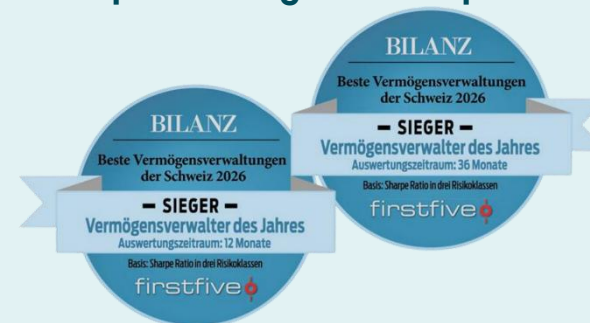 BILANZ
Beste Vermögensverwaltungen
der Schweiz 2026
– SIEGER –
Vermögensverwalter des Jahres
Auswertungszeitraum: 36 Monate
Basis: Sharpe Ratio in drei Risikoklassen
firstfive
BILANZ
Beste Vermögensverwaltungen
der Schweiz 2026
– SIEGER –
Vermögensverwalter des Jahres
Auswertungszeitraum: 12 Monate
Basis: Sharpe Ratio in drei Risikoklassen
firstfive